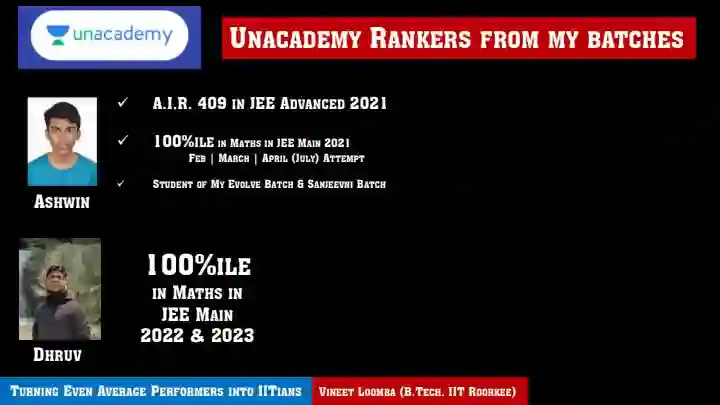 unacademy
Unacademy Rankers from my batches
✓ A.I.R. 409 in JEE Advanced 2021
✓ 100%ile in Maths in JEE Main 2021
Feb | March | April (July) Attempt
✓ Student of My Evolve Batch & Sanjeevni Batch
Ashwin
100%ile
in Maths in
JEE Main
2022 & 2023
Dhruv
Turning Even Average Performers into IITians
Vineet Loomba (B.Tech. IIT Roorkee)